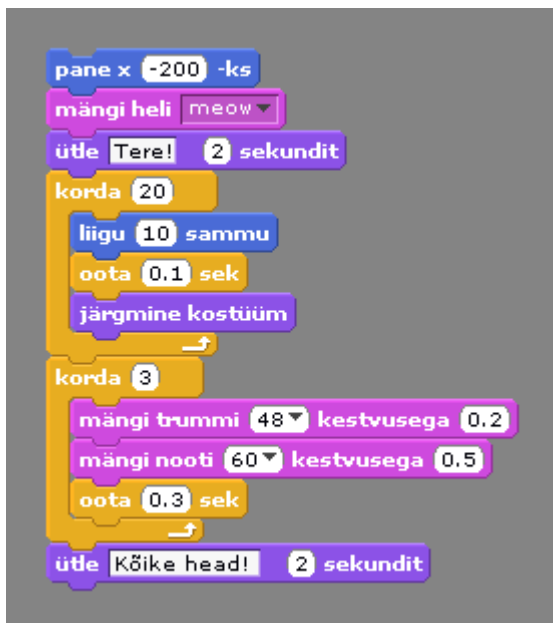 pane x -200 -ks
mängi heli meow
ütle Tere! 2 sekundit
korda 20
liigu 10 sammu
oota 0.1 sek
järgmine kostüüm
korda 3
mängi trummi 48 kestvusega 0.2
mängi nooti 60 kestvusega 0.5
oota 0.3 sek
ütle Kõike head! 2 sekundit